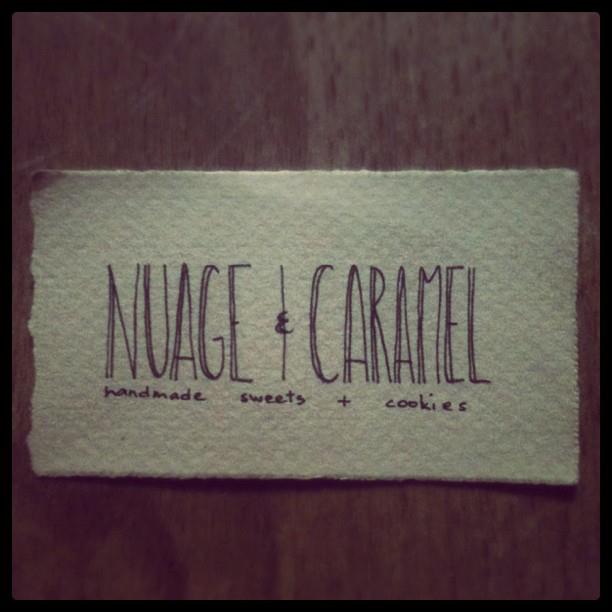 NUAGE & CARAMEL
handmade sweets + cookies